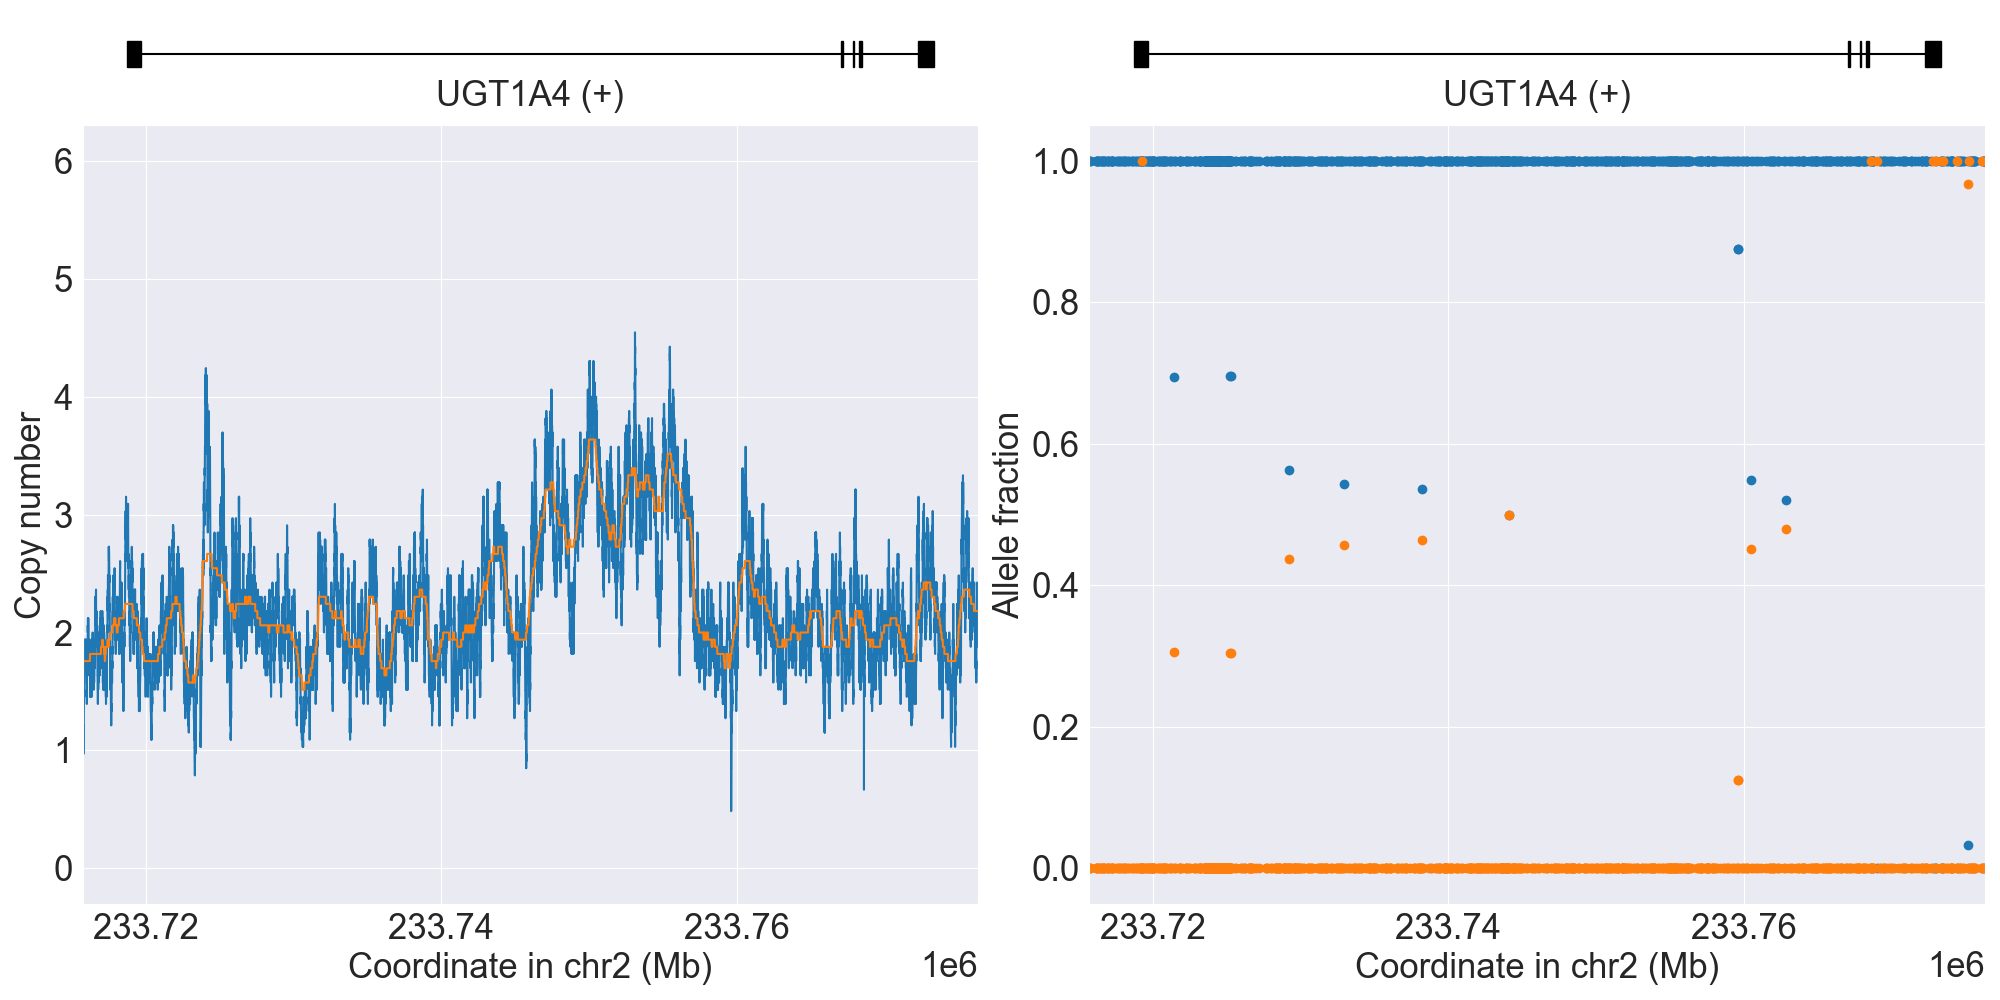 UGT1A4 (+)
6
5
4
3
2
1
0
Copy number
233.72
233.74
233.76
Coordinate in chr2 (Mb)
1e6
UGT1A4 (+)
1.0
0.8
0.6
0.4
0.2
0.0
Allele fraction
233.72
233.74
233.76
Coordinate in chr2 (Mb)
1e6